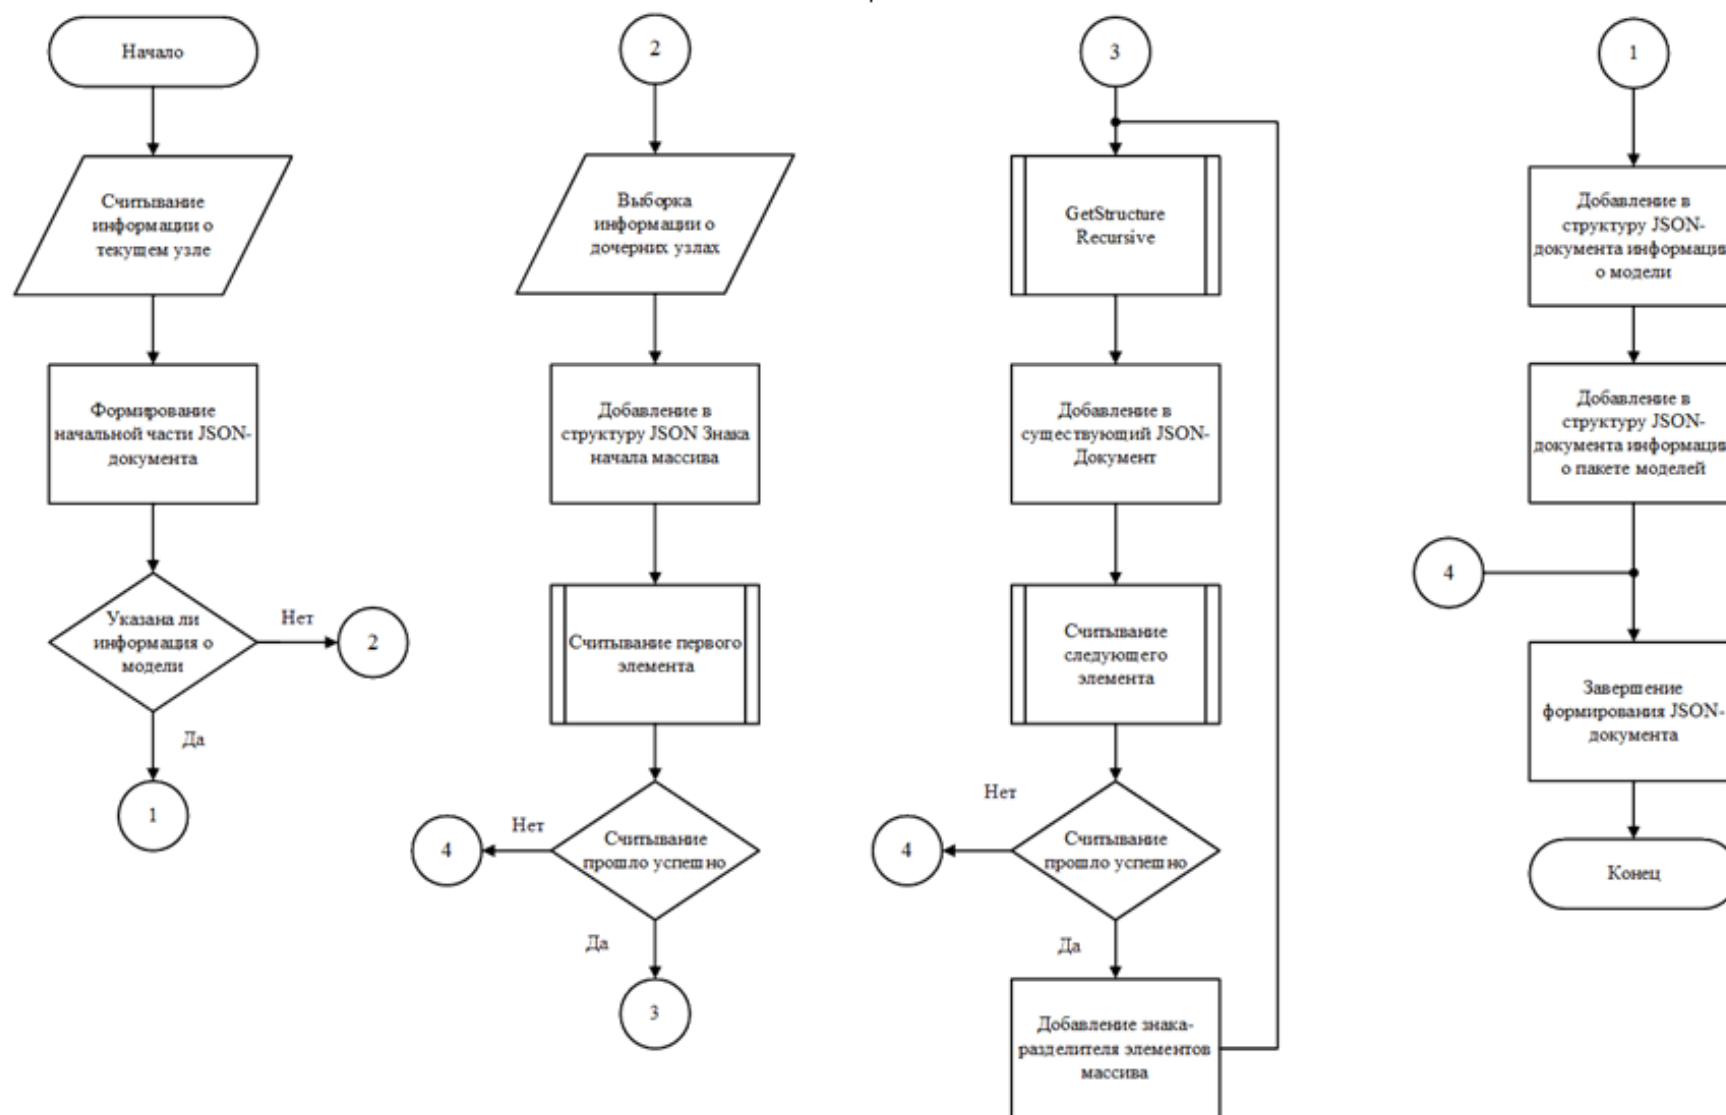 Начало
Считывание
информации о
текущем узле
Формирование
начальной части JSON-
документа
Указана ли
информация о
модели
Нет
2
Да
1
2
Выборка
информации о
дочерних узлах
Добавление в
структуру JSON Знака
начала массива
Считывание первого
элемента
Считывание
прошло успешно
Нет
4
Да
3
3
GetStructure
Recursive
Добавление в
существующий JSON-
Документ
Считывание
следующего
элемента
Считывание
прошло успешно
Нет
4
Да
Добавление знака-
разделителя элементов
массива
1
Добавление в
структуру JSON-
документа информации
о модели
Добавление в
структуру JSON-
документа информации
о пакете моделей
4
Завершение
формирования JSON-
документа
Конец